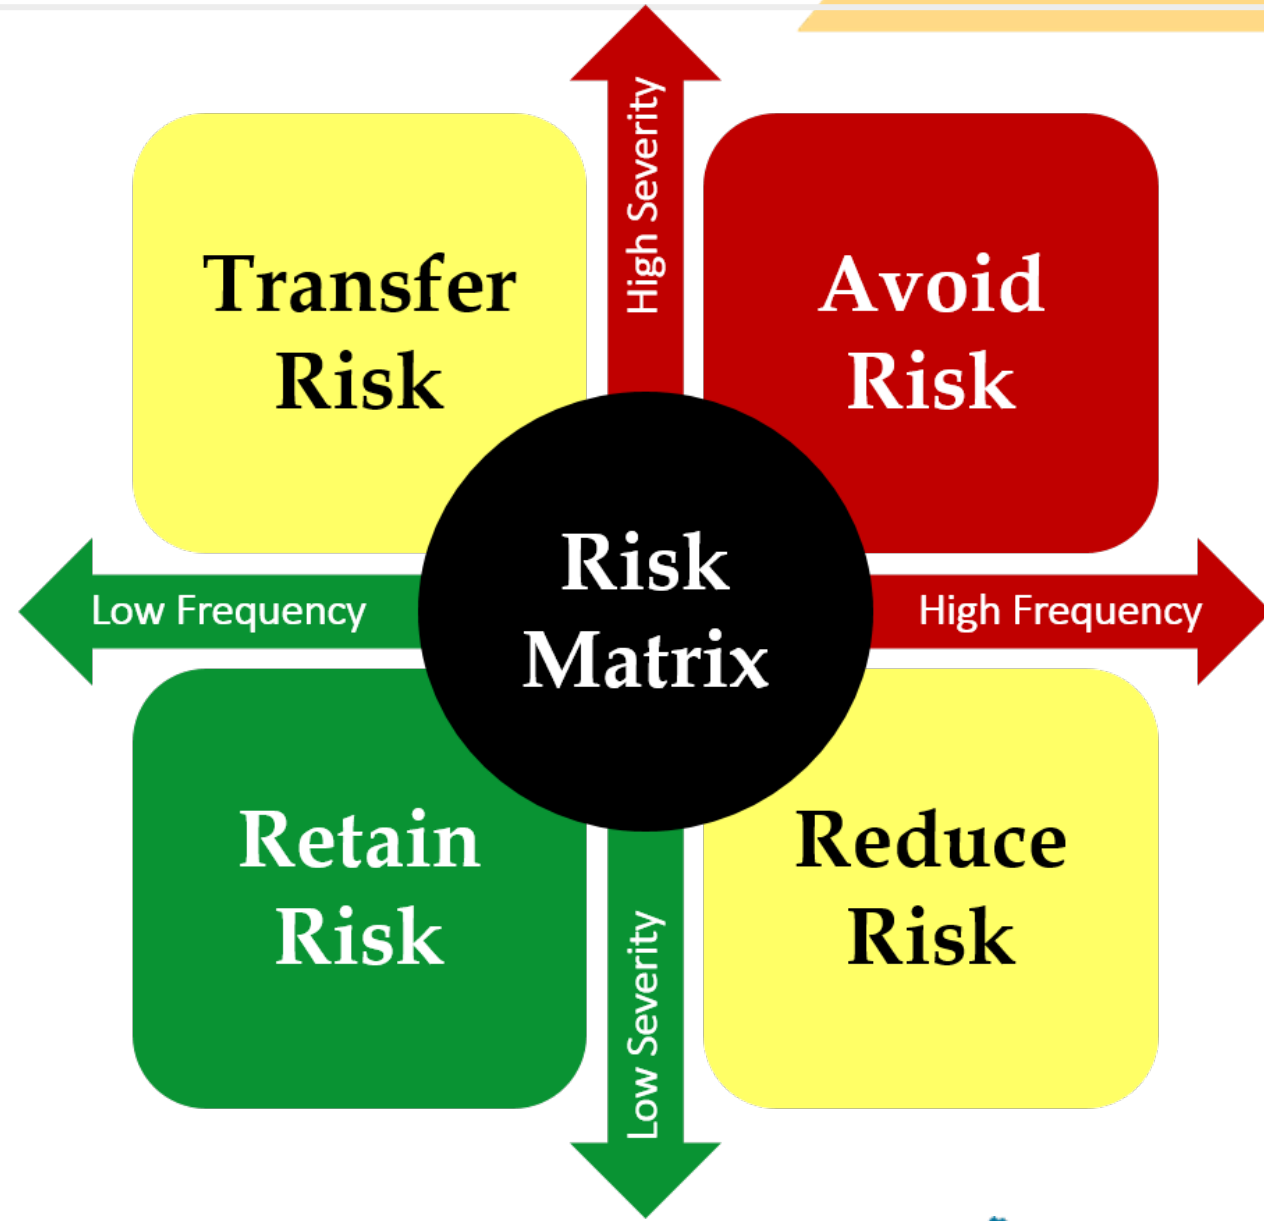 High Severity
Transfer
Risk
Avoid
Risk
Low Frequency
Risk
Matrix
High Frequency
Retain
Risk
Reduce
Risk
Low Severity